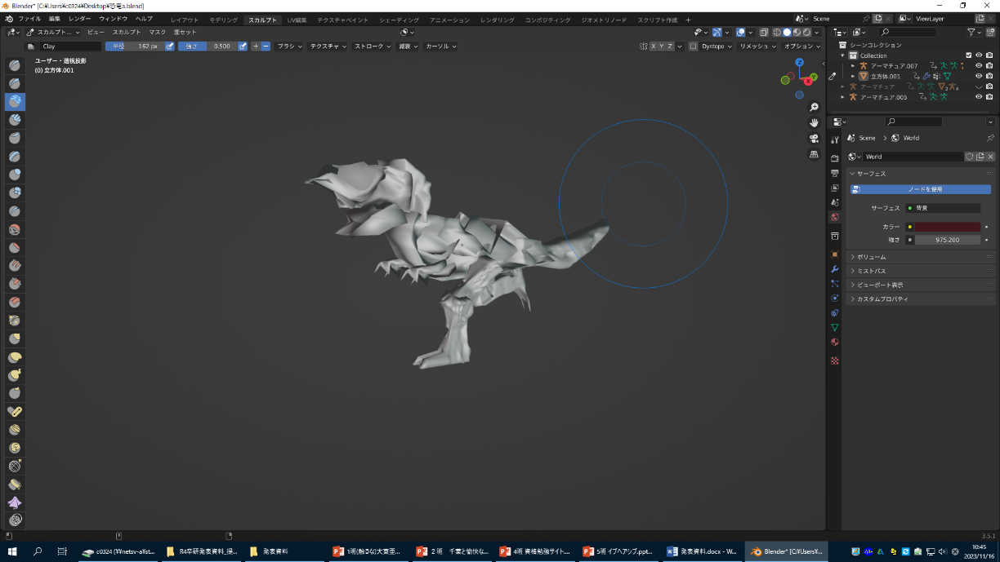 Blender* [C:¥Users¥c0324¥Desktop¥恐竜a.blend]
ファイル 編集 レンダー ウィンドウ ヘルプ レイアウト モデリング スカルプト UV編集 テクスチャペイント シェーディング アニメーション レンダリング コンポジティング ジオメトリノード スクリプト作成 + Scene ViewLayer
スカルプト... ビュー スカルプト マスク 面セット
Clay 半径 162 px 強さ 0.500 + − ブラシ テクスチャ ストローク 減衰 カーソル X Y Z Dyntopo リメッシュ オプション
ユーザー・透視投影
(0) 立方体.001
Z
Y
X
シーンコレクション
Collection
アーマチュア.007
立方体.001
アーマチュア 2 4
アーマチュア.005
Scene World
World
サーフェス
ノードを使用
サーフェス 背景
カラー
強さ 975.200
ボリューム
ミストパス
ビューポート表示
カスタムプロパティ
3.5.1
c0324 (¥¥netsv-a¥st... R4卒研発表資料_提... 発表資料 1班(触るな)大東亜... 2 班 千葉と愉快な... 4班 資格勉強サイト... 5班イブヘアシブ.ppt... 発表資料.docx - W... Blender* [C:¥Users¥...
10:45
2023/11/16